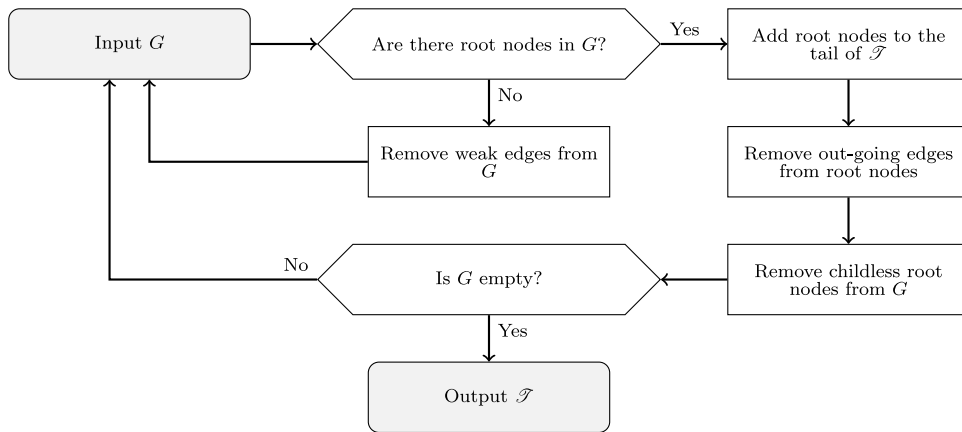 Input G
Are there root nodes in G?
Yes
Add root nodes to the
tail of 𝒯
No
Remove weak edges from
G
Remove out-going edges
from root nodes
No
Is G empty?
Remove childless root
nodes from G
Yes
Output 𝒯